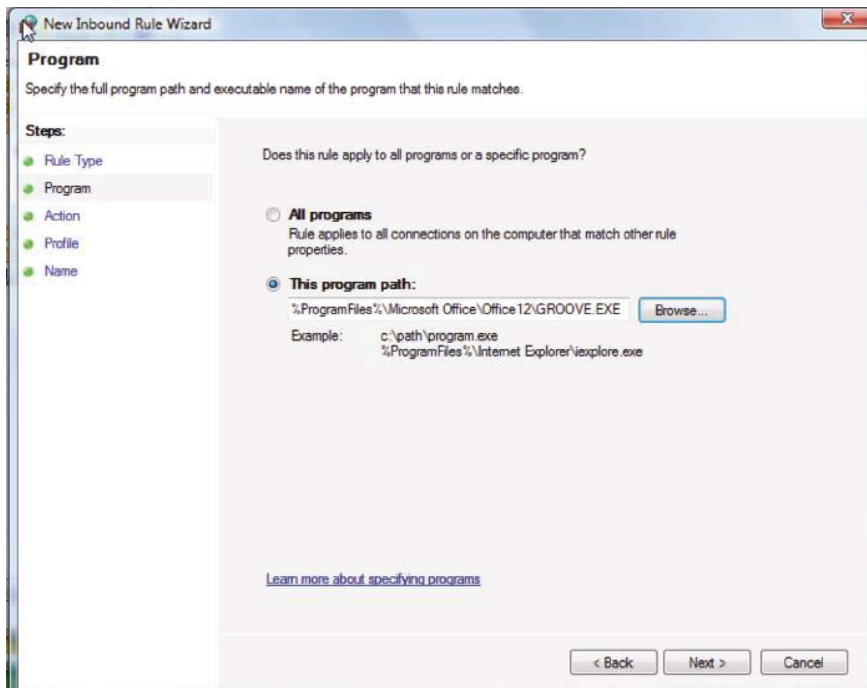 New Inbound Rule Wizard
Program
Specify the full program path and executable name of the program that this rule matches.
Steps:
Rule Type
Program
Action
Profile
Name
Does this rule apply to all programs or a specific program?
All programs
Rule applies to all connections on the computer that match other rule
properties.
This program path:
%ProgramFiles%\Microsoft Office\Office12\GROOVE.EXE
Browse...
Example: c:\path\program.exe
%ProgramFiles%\Internet Explorer\iexplore.exe
Learn more about specifying programs
< Back Next > Cancel